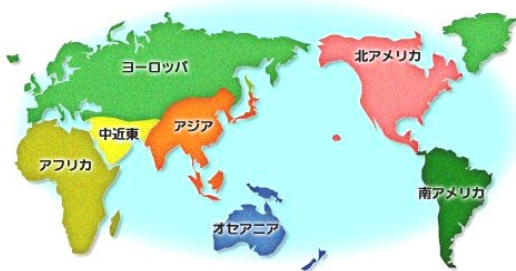 ヨーロッパ
北アメリカ
アジア
中近東
アフリカ
南アメリカ
オセアニア